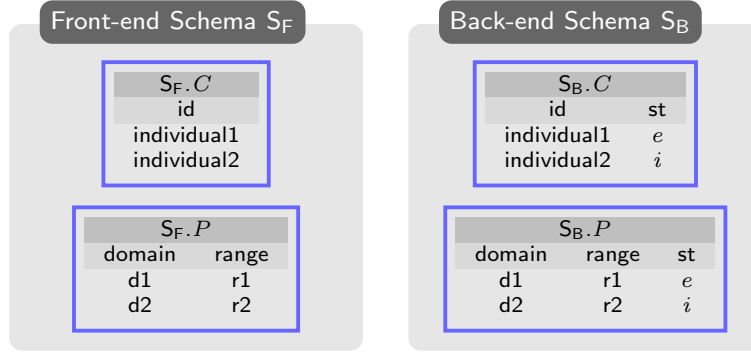 Front-end Schema S_F
S_F.C
id
individual1
individual2
S_F.P
domain range
d1 r1
d2 r2
Back-end Schema S_B
S_B.C
id st
individual1 e
individual2 i
S_B.P
domain range st
d1 r1 e
d2 r2 i